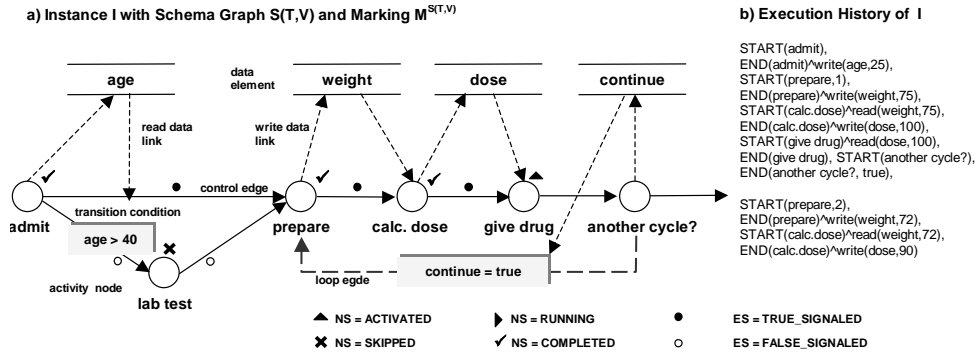 a) Instance I with Schema Graph S(T,V) and Marking M^S(T,V)
b) Execution History of I
age
data
element
weight
dose
continue
read data
link
write data
link
control edge
transition condition
age > 40
admit
prepare
calc. dose
give drug
another cycle?
loop egde
continue = true
activity node
lab test
NS = ACTIVATED
NS = RUNNING
ES = TRUE_SIGNALED
NS = SKIPPED
NS = COMPLETED
ES = FALSE_SIGNALED
START(admit),
END(admit)^write(age,25),
START(prepare,1),
END(prepare)^write(weight,75),
START(calc.dose)^read(weight,75),
END(calc.dose)^write(dose,100),
START(give drug)^read(dose,100),
END(give drug), START(another cycle?),
END(another cycle?, true),
START(prepare,2),
END(prepare)^write(weight,72),
START(calc.dose)^read(weight,72),
END(calc.dose)^write(dose,90)